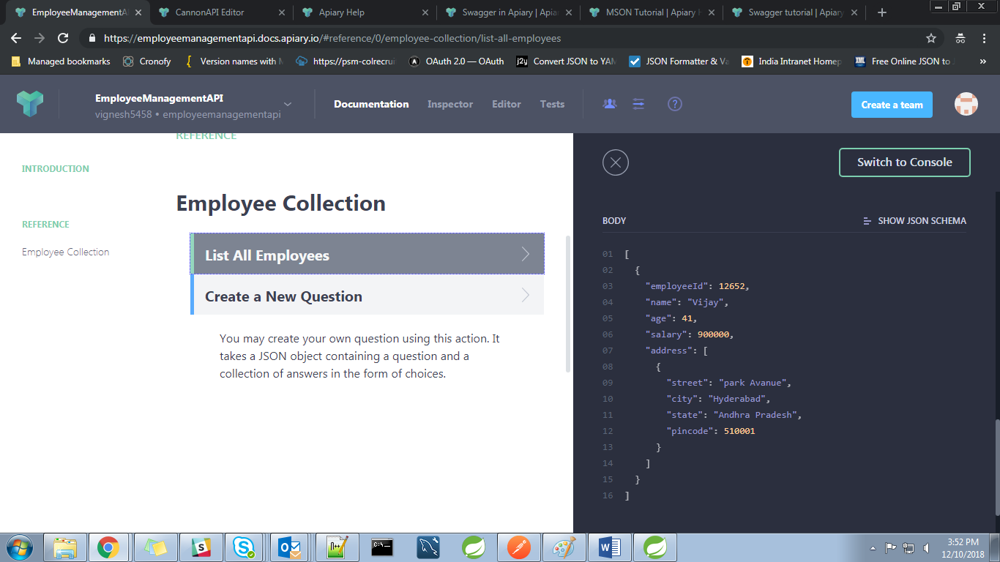 EmployeeManagementA
CannonAPI Editor
Apiary Help
Swagger in Apiary | Apiar
MSON Tutorial | Apiary H
Swagger tutorial | Apiary
https://employeemanagementapi.docs.apiary.io/#reference/0/employee-collection/list-all-employees
Managed bookmarks
Cronofy
Version names with M
https://psm-colrecrui
OAuth 2.0 — OAuth
Convert JSON to YAM
JSON Formatter & Va
India Intranet Homep
Free Online JSON to J
EmployeeManagementAPI
vignesh5458 • employeemanagementapi
Documentation
Inspector
Editor
Tests
Create a team
REFERENCE
INTRODUCTION
REFERENCE
Employee Collection
Employee Collection
List All Employees
Create a New Question
You may create your own question using this action. It
takes a JSON object containing a question and a
collection of answers in the form of choices.
Switch to Console
BODY
SHOW JSON SCHEMA
01 [
02 {
03 "employeeId": 12652,
04 "name": "Vijay",
05 "age": 41,
06 "salary": 900000,
07 "address": [
08 {
09 "street": "park Avanue",
10 "city": "Hyderabad",
11 "state": "Andhra Pradesh",
12 "pincode": 510001
13 }
14 ]
15 }
16 ]
3:52 PM
12/10/2018